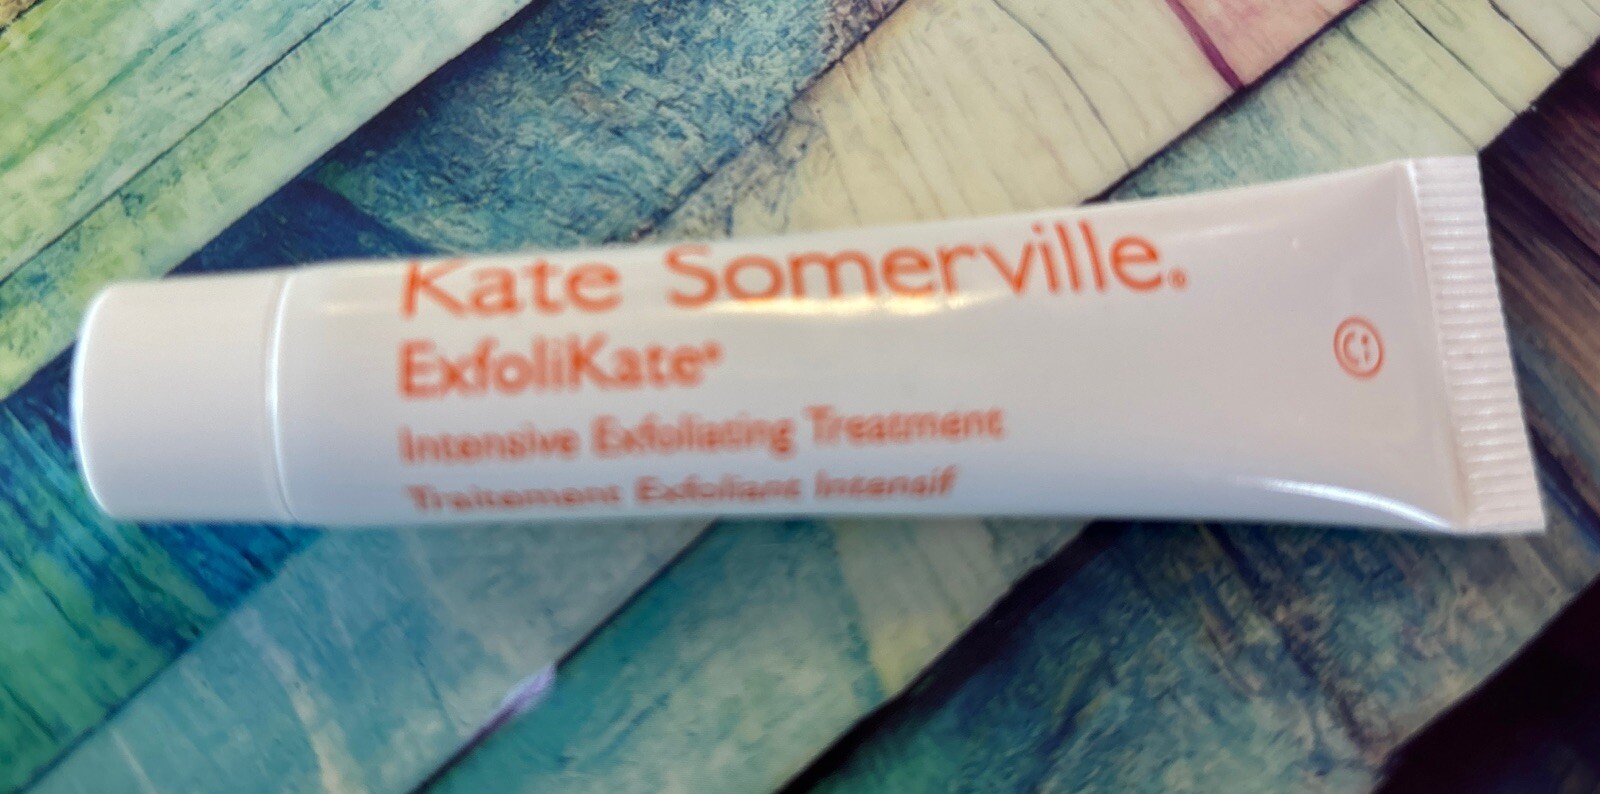 Kate Somerville®
ExfoliKate®
Intensive Exfoliating Treatment
Traitement Exfoliant Intensif